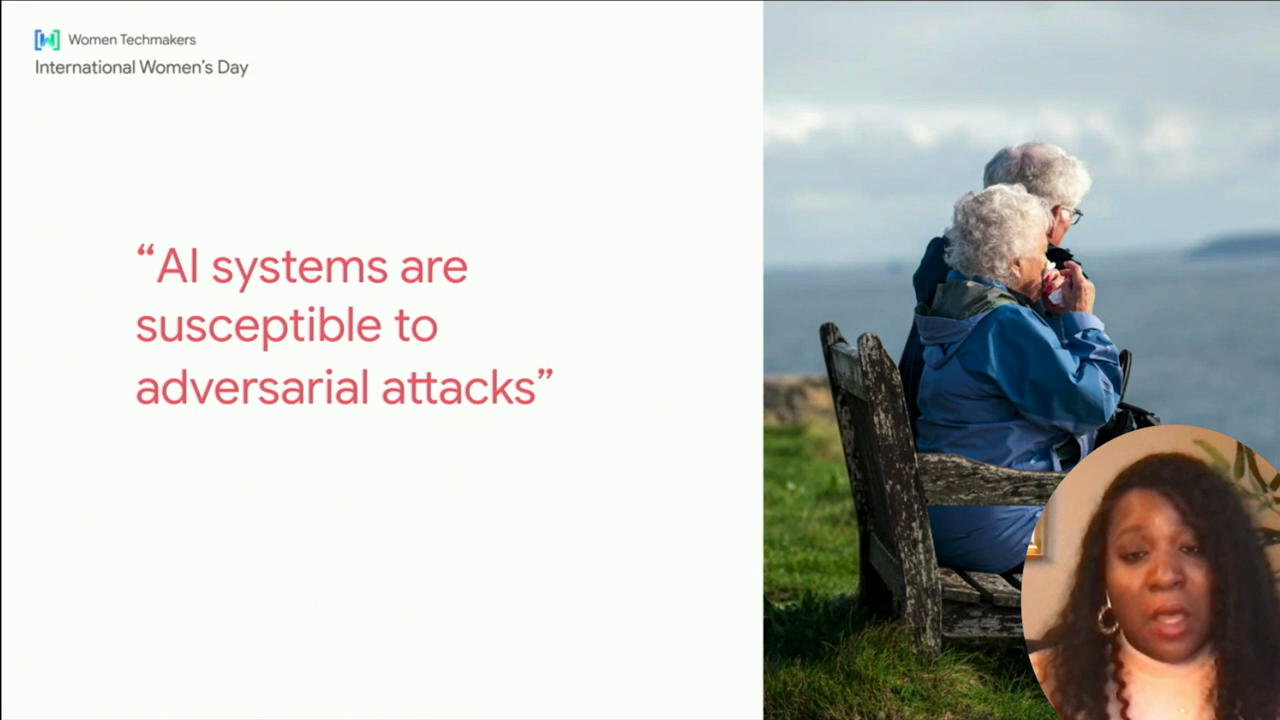 Women Techmakers
International Women's Day
“AI systems are
susceptible to
adversarial attacks”